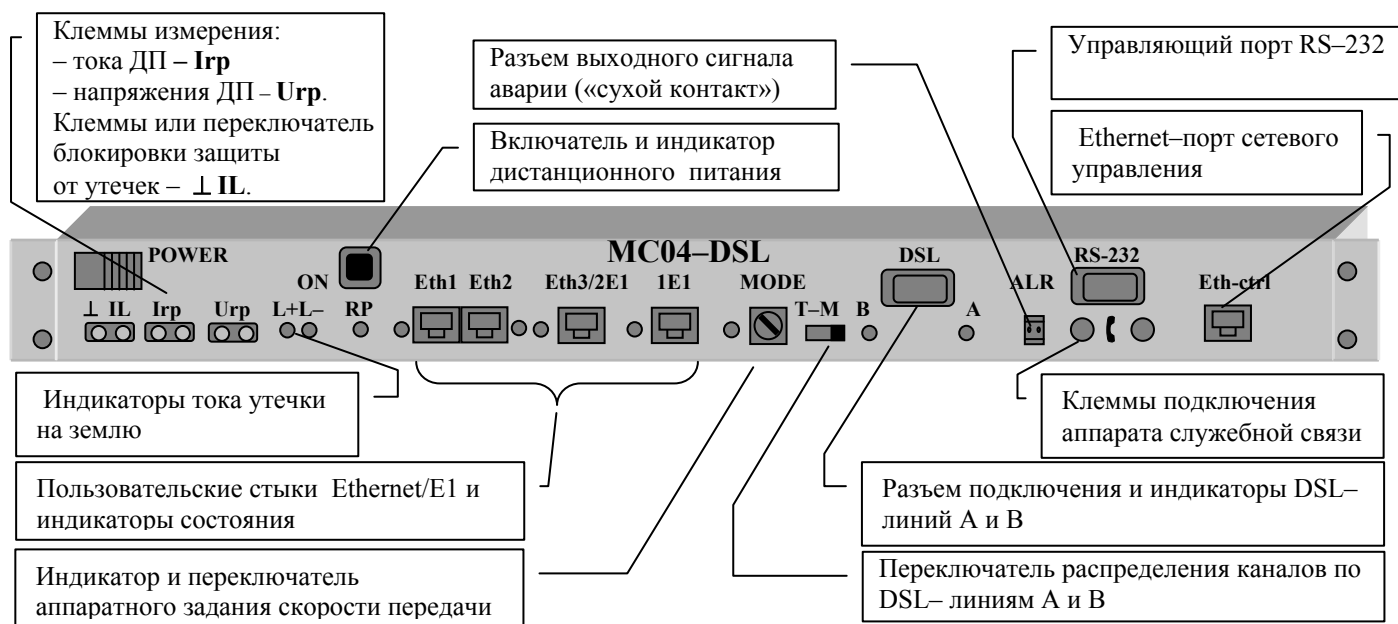 Клеммы измерения:
– тока ДП – Irp
– напряжения ДП – Urp.
Клеммы или переключатель
блокировки защиты
от утечек – ⊥ IL.
Разъем выходного сигнала
аварии («сухой контакт»)
Включатель и индикатор
дистанционного питания
Управляющий порт RS–232
Ethernet–порт сетевого
управления
POWER
ON
MC04–DSL
DSL
RS-232
Eth1 Eth2 Eth3/2E1 1E1 MODE
ALR
Eth-ctrl
⊥ IL Irp Urp L+L– RP
T–M B A
Индикаторы тока утечки
на землю
Пользовательские стыки Ethernet/E1 и
индикаторы состояния
Индикатор и переключатель
аппаратного задания скорости передачи
Клеммы подключения
аппарата служебной связи
Разъем подключения и индикаторы DSL–
линий А и В
Переключатель распределения каналов по
DSL– линиям А и В